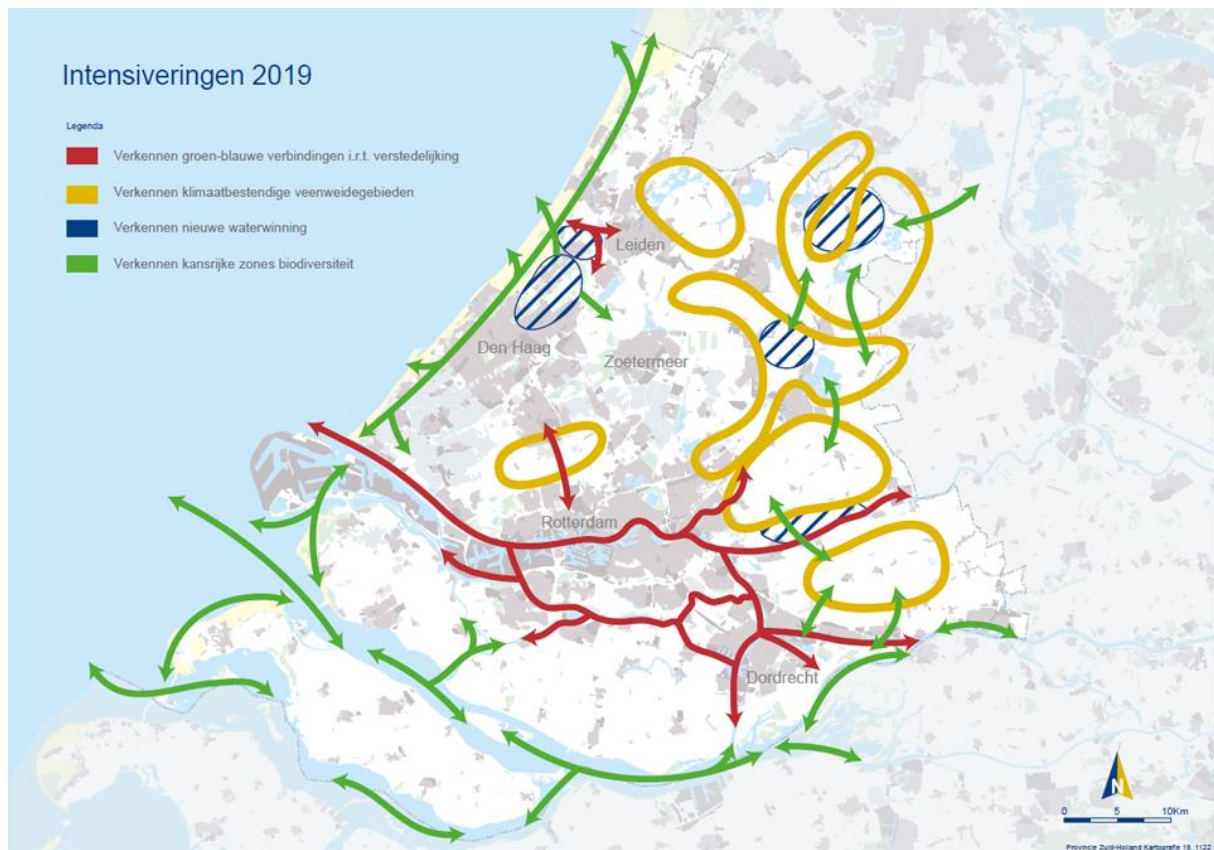 Intensiveringen 2019
Legenda
Verkennen groen-blauwe verbindingen i.r.t. verstedelijking
Verkennen klimaatbestendige veenweidegebieden
Verkennen nieuwe waterwinning
Verkennen kansrijke zones biodiversiteit
Leiden
Den Haag
Zoetermeer
Rotterdam
Dordrecht
N
0 5 10Km
Provincie Zuid-Holland Kartografie 18_1122